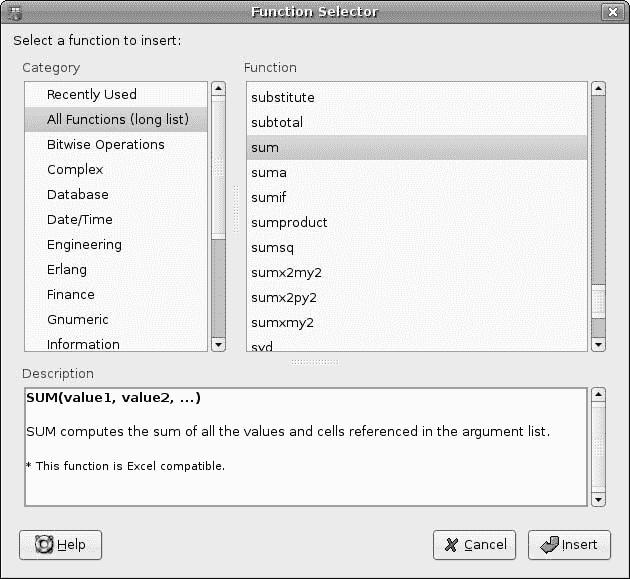 Function Selector
Select a function to insert:
Category
Recently Used
All Functions (long list)
Bitwise Operations
Complex
Database
Date/Time
Engineering
Erlang
Finance
Gnumeric
Information
Function
substitute
subtotal
sum
suma
sumif
sumproduct
sumsq
sumx2my2
sumx2py2
sumxmy2
syd
Description
SUM(value1, value2, ...)
SUM computes the sum of all the values and cells referenced in the argument list.
* This function is Excel compatible.
Help
Cancel
Insert